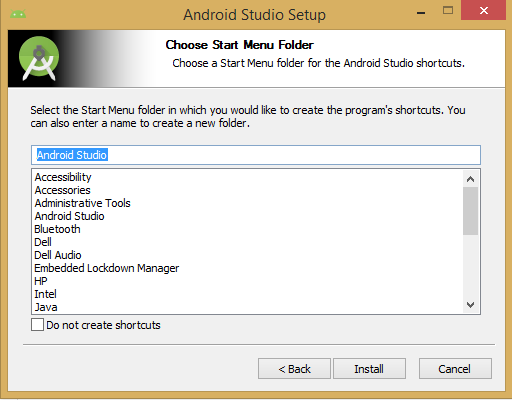 Android Studio Setup
Choose Start Menu Folder
Choose a Start Menu folder for the Android Studio shortcuts.
Select the Start Menu folder in which you would like to create the program's shortcuts. You
can also enter a name to create a new folder.
Android Studio
Accessibility
Accessories
Administrative Tools
Android Studio
Bluetooth
Dell
Dell Audio
Embedded Lockdown Manager
HP
Intel
Java
Do not create shortcuts
< Back
Install
Cancel